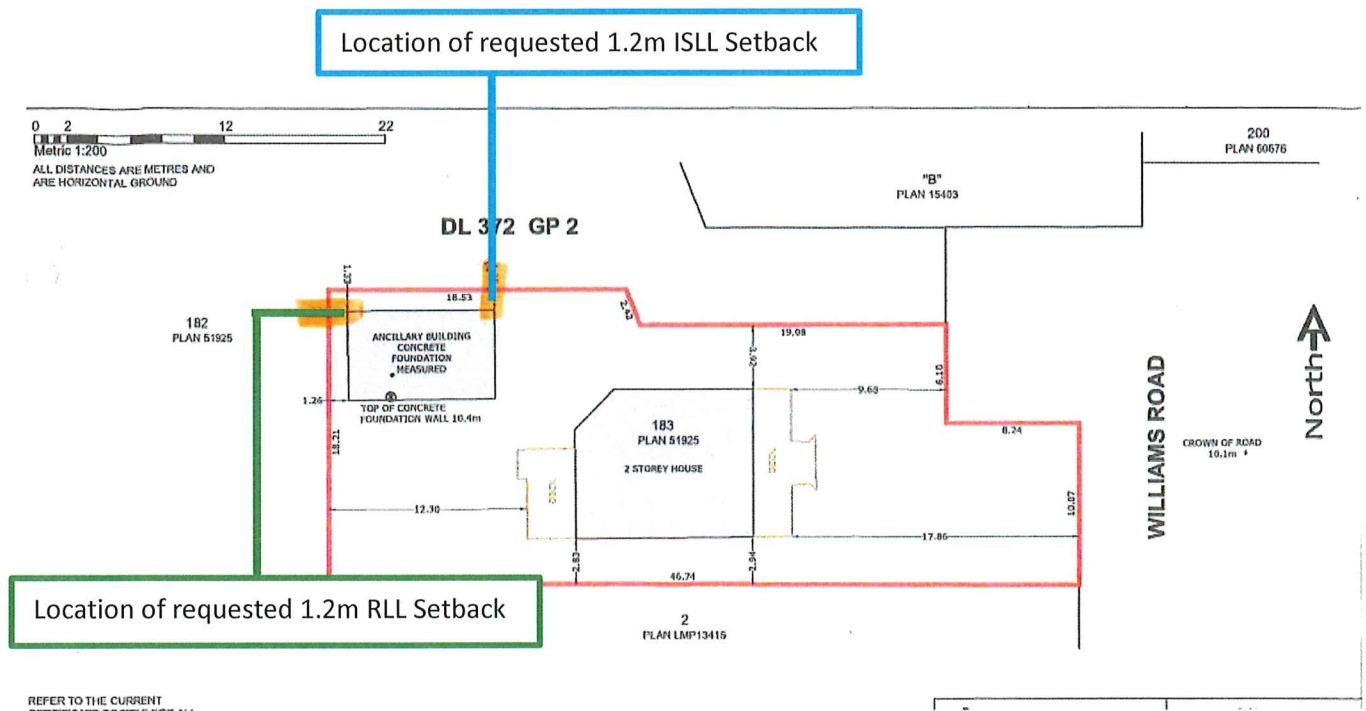 Location of requested 1.2m ISLL Setback
0 2 12 22
Metric 1:200
ALL DISTANCES ARE METRES AND
ARE HORIZONTAL GROUND
200
PLAN 60676
"B"
PLAN 15403
DL 372 GP 2
1.33
18.53
2.43
19.08
182
PLAN 51925
ANCILLARY BUILDING
CONCRETE
FOUNDATION
MEASURED
3.92
6.10
9.68
1.26
TOP OF CONCRETE
FOUNDATION WALL 10.4m
18.21
183
PLAN 51925
2 STOREY HOUSE
8.24
WILLIAMS ROAD
CROWN OF ROAD
10.1m
North
DECK
DECK
12.30
10.87
17.86
2.83
2.94
46.74
Location of requested 1.2m RLL Setback
2
PLAN LMP13415
REFER TO THE CURRENT